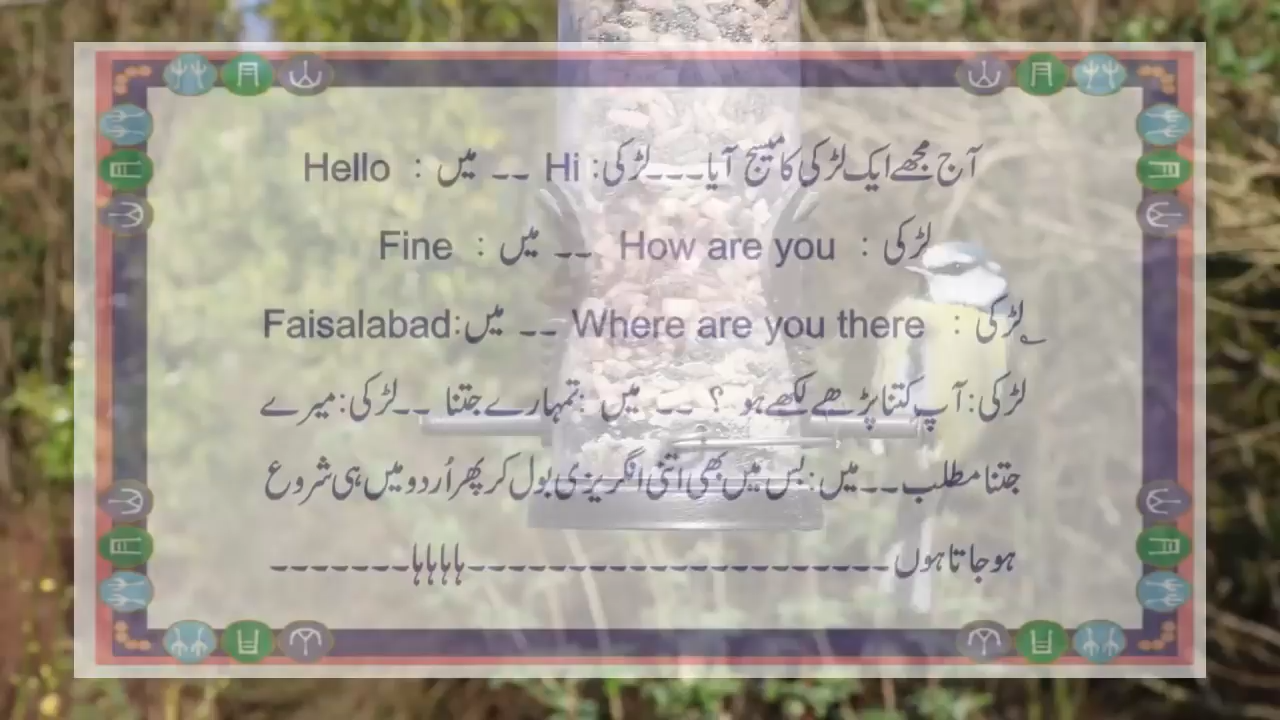 آج مجھے ایک لڑکی کا میسج آیا۔۔۔لڑکی: Hi ۔۔ میں : Hello
لڑکی : How are you ۔۔ میں : Fine
لڑکی : Where are you there ۔۔ میں:Faisalabad
لڑکی:آپ کتنا پڑھے لکھے ہو ؟ ۔۔ میں :تمہارے جتنا ۔۔لڑکی:میرے
جتنا مطلب۔۔میں:بس میں بھی اتنی انگریزی بول کر پھر اُردو میں ہی شروع
ہو جاتا ہوں ۔۔۔۔۔۔۔۔۔۔۔۔۔۔۔۔۔۔۔۔۔ہاہاہاہا۔۔۔۔۔۔۔